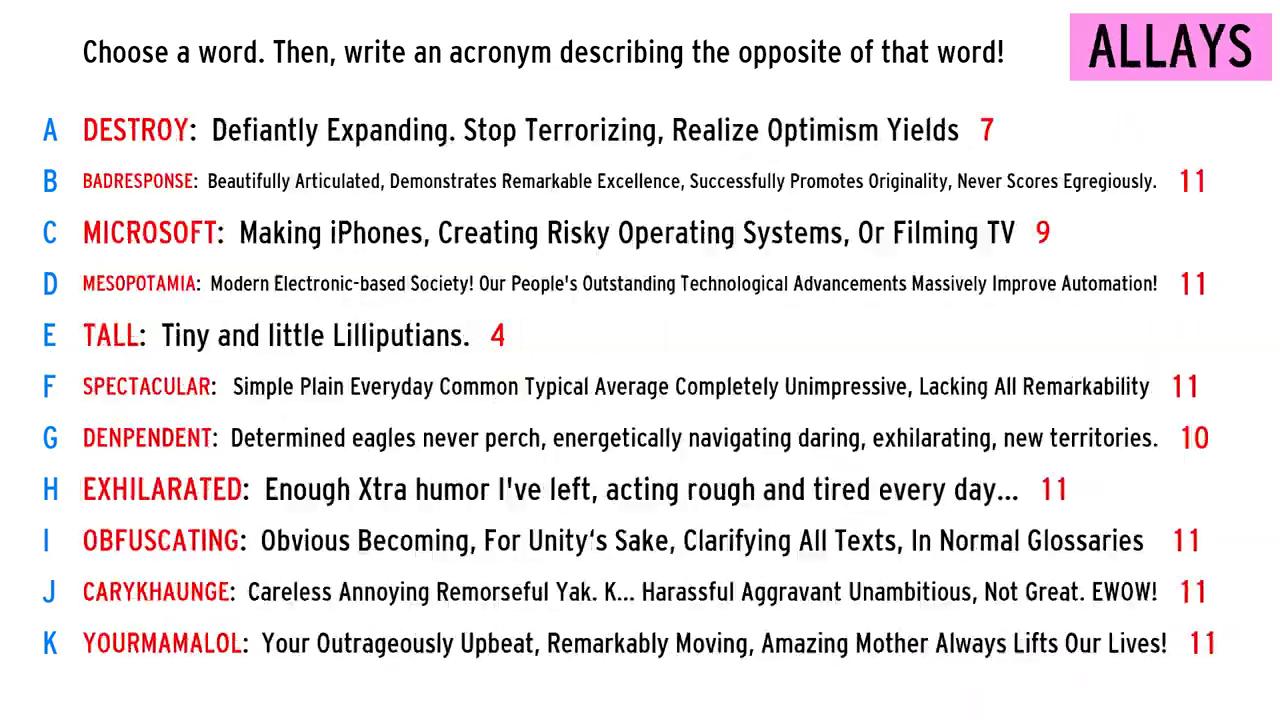 Choose a word. Then, write an acronym describing the opposite of that word!
ALLAYS
A DESTROY: Defiantly Expanding. Stop Terrorizing, Realize Optimism Yields 7
B BADRESPONSE: Beautifully Articulated, Demonstrates Remarkable Excellence, Successfully Promotes Originality, Never Scores Egregiously. 11
C MICROSOFT: Making iPhones, Creating Risky Operating Systems, Or Filming TV 9
D MESOPOTAMIA: Modern Electronic-based Society! Our People's Outstanding Technological Advancements Massively Improve Automation! 11
E TALL: Tiny and little Lilliputians. 4
F SPECTACULAR: Simple Plain Everyday Common Typical Average Completely Unimpressive, Lacking All Remarkability 11
G DENPENDENT: Determined eagles never perch, energetically navigating daring, exhilarating, new territories. 10
H EXHILARATED: Enough Xtra humor I've left, acting rough and tired every day... 11
I OBFUSCATING: Obvious Becoming, For Unity‘s Sake, Clarifying All Texts, In Normal Glossaries 11
J CARYKHAUNGE: Careless Annoying Remorseful Yak. K... Harassful Aggravant Unambitious, Not Great. EWOW! 11
K YOURMAMALOL: Your Outrageously Upbeat, Remarkably Moving, Amazing Mother Always Lifts Our Lives! 11